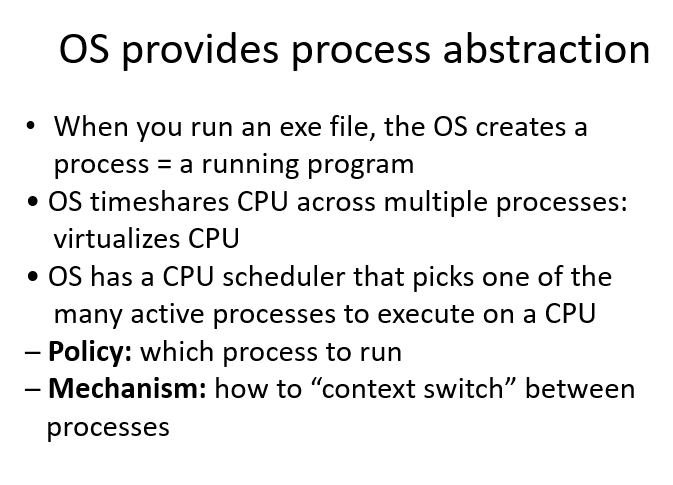 OS provides process abstraction
• When you run an exe file, the OS creates a
process = a running program
• OS timeshares CPU across multiple processes:
virtualizes CPU
• OS has a CPU scheduler that picks one of the
many active processes to execute on a CPU
– Policy: which process to run
– Mechanism: how to “context switch” between
processes